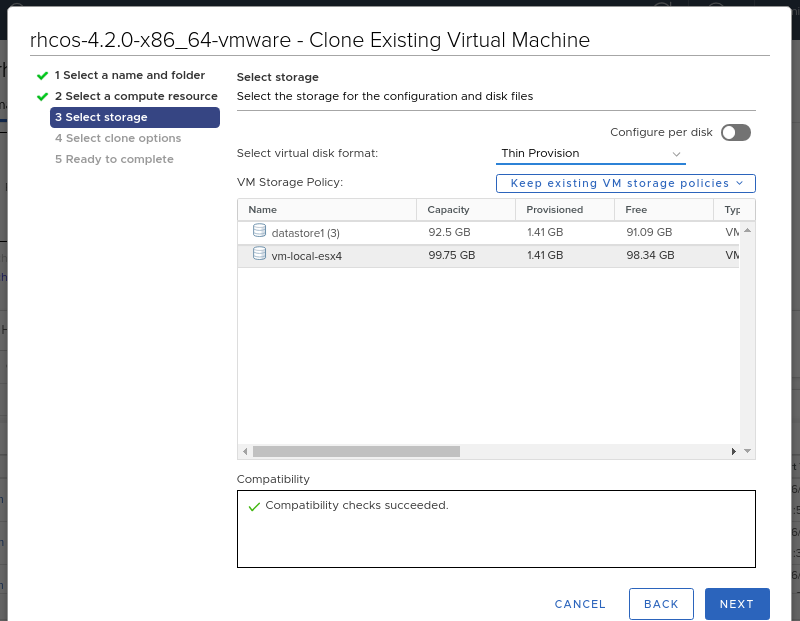 rhcos-4.2.0-x86_64-vmware - Clone Existing Virtual Machine
1 Select a name and folder
2 Select a compute resource
3 Select storage
4 Select clone options
5 Ready to complete
Select storage
Select the storage for the configuration and disk files
Configure per disk
Select virtual disk format:
Thin Provision
VM Storage Policy:
Keep existing VM storage policies
Name Capacity Provisioned Free Typ
datastore1 (3) 92.5 GB 1.41 GB 91.09 GB VM
vm-local-esx4 99.75 GB 1.41 GB 98.34 GB VM
Compatibility
Compatibility checks succeeded.
CANCEL BACK NEXT